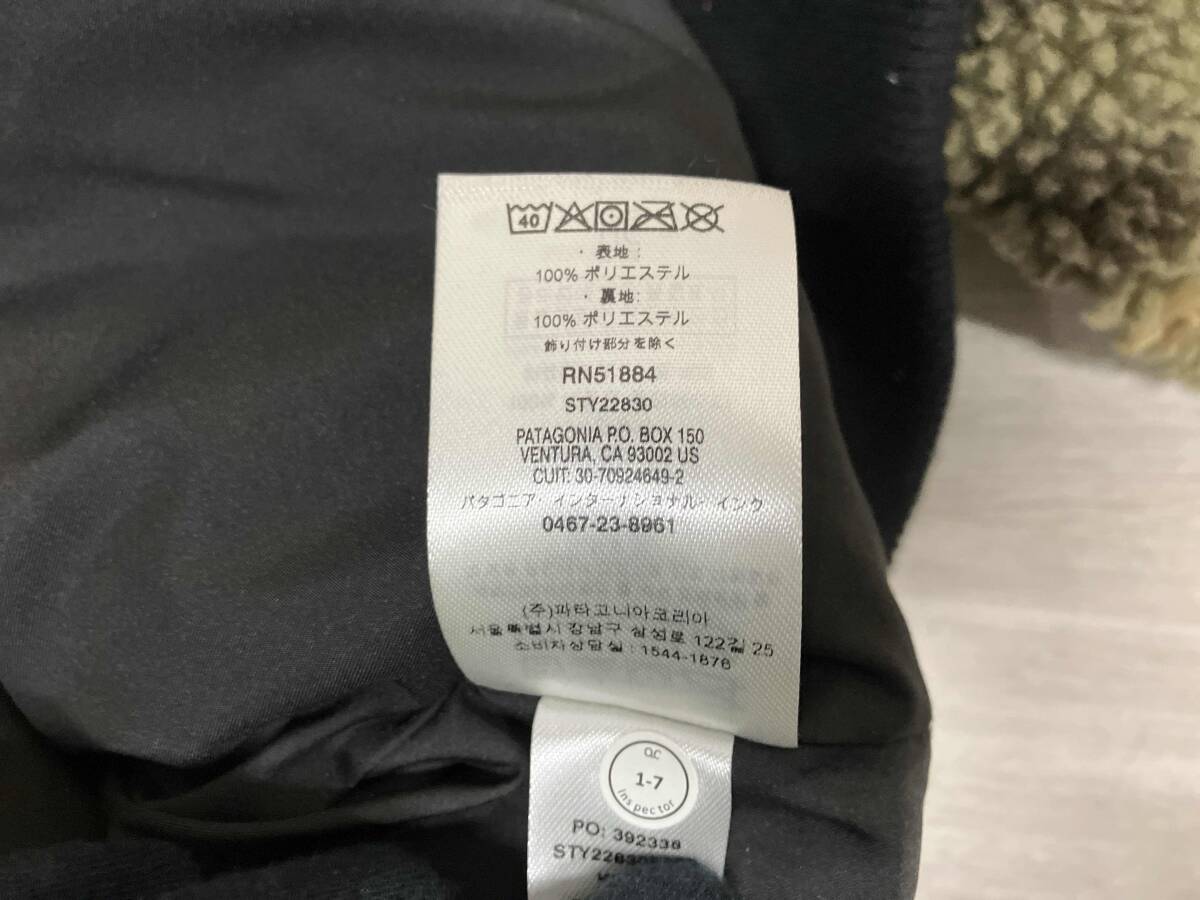 40
・ 表地 :
100% ポリエステル
・ 裏地:
100% ポリエステル
飾り付け部分を除く
RN51884
STY22830
PATAGONIA P.O. BOX 150
VENTURA, CA 93002 US
CUIT: 30-70924649-2
パタゴニア・インターナショナル・インク
0467-23-8961
(주)파타고니아코리아
서울특별시 강남구 삼성로 122길 25
소비자상담실 : 1544-1876
QC
1-7
Inspector
PO: 392336